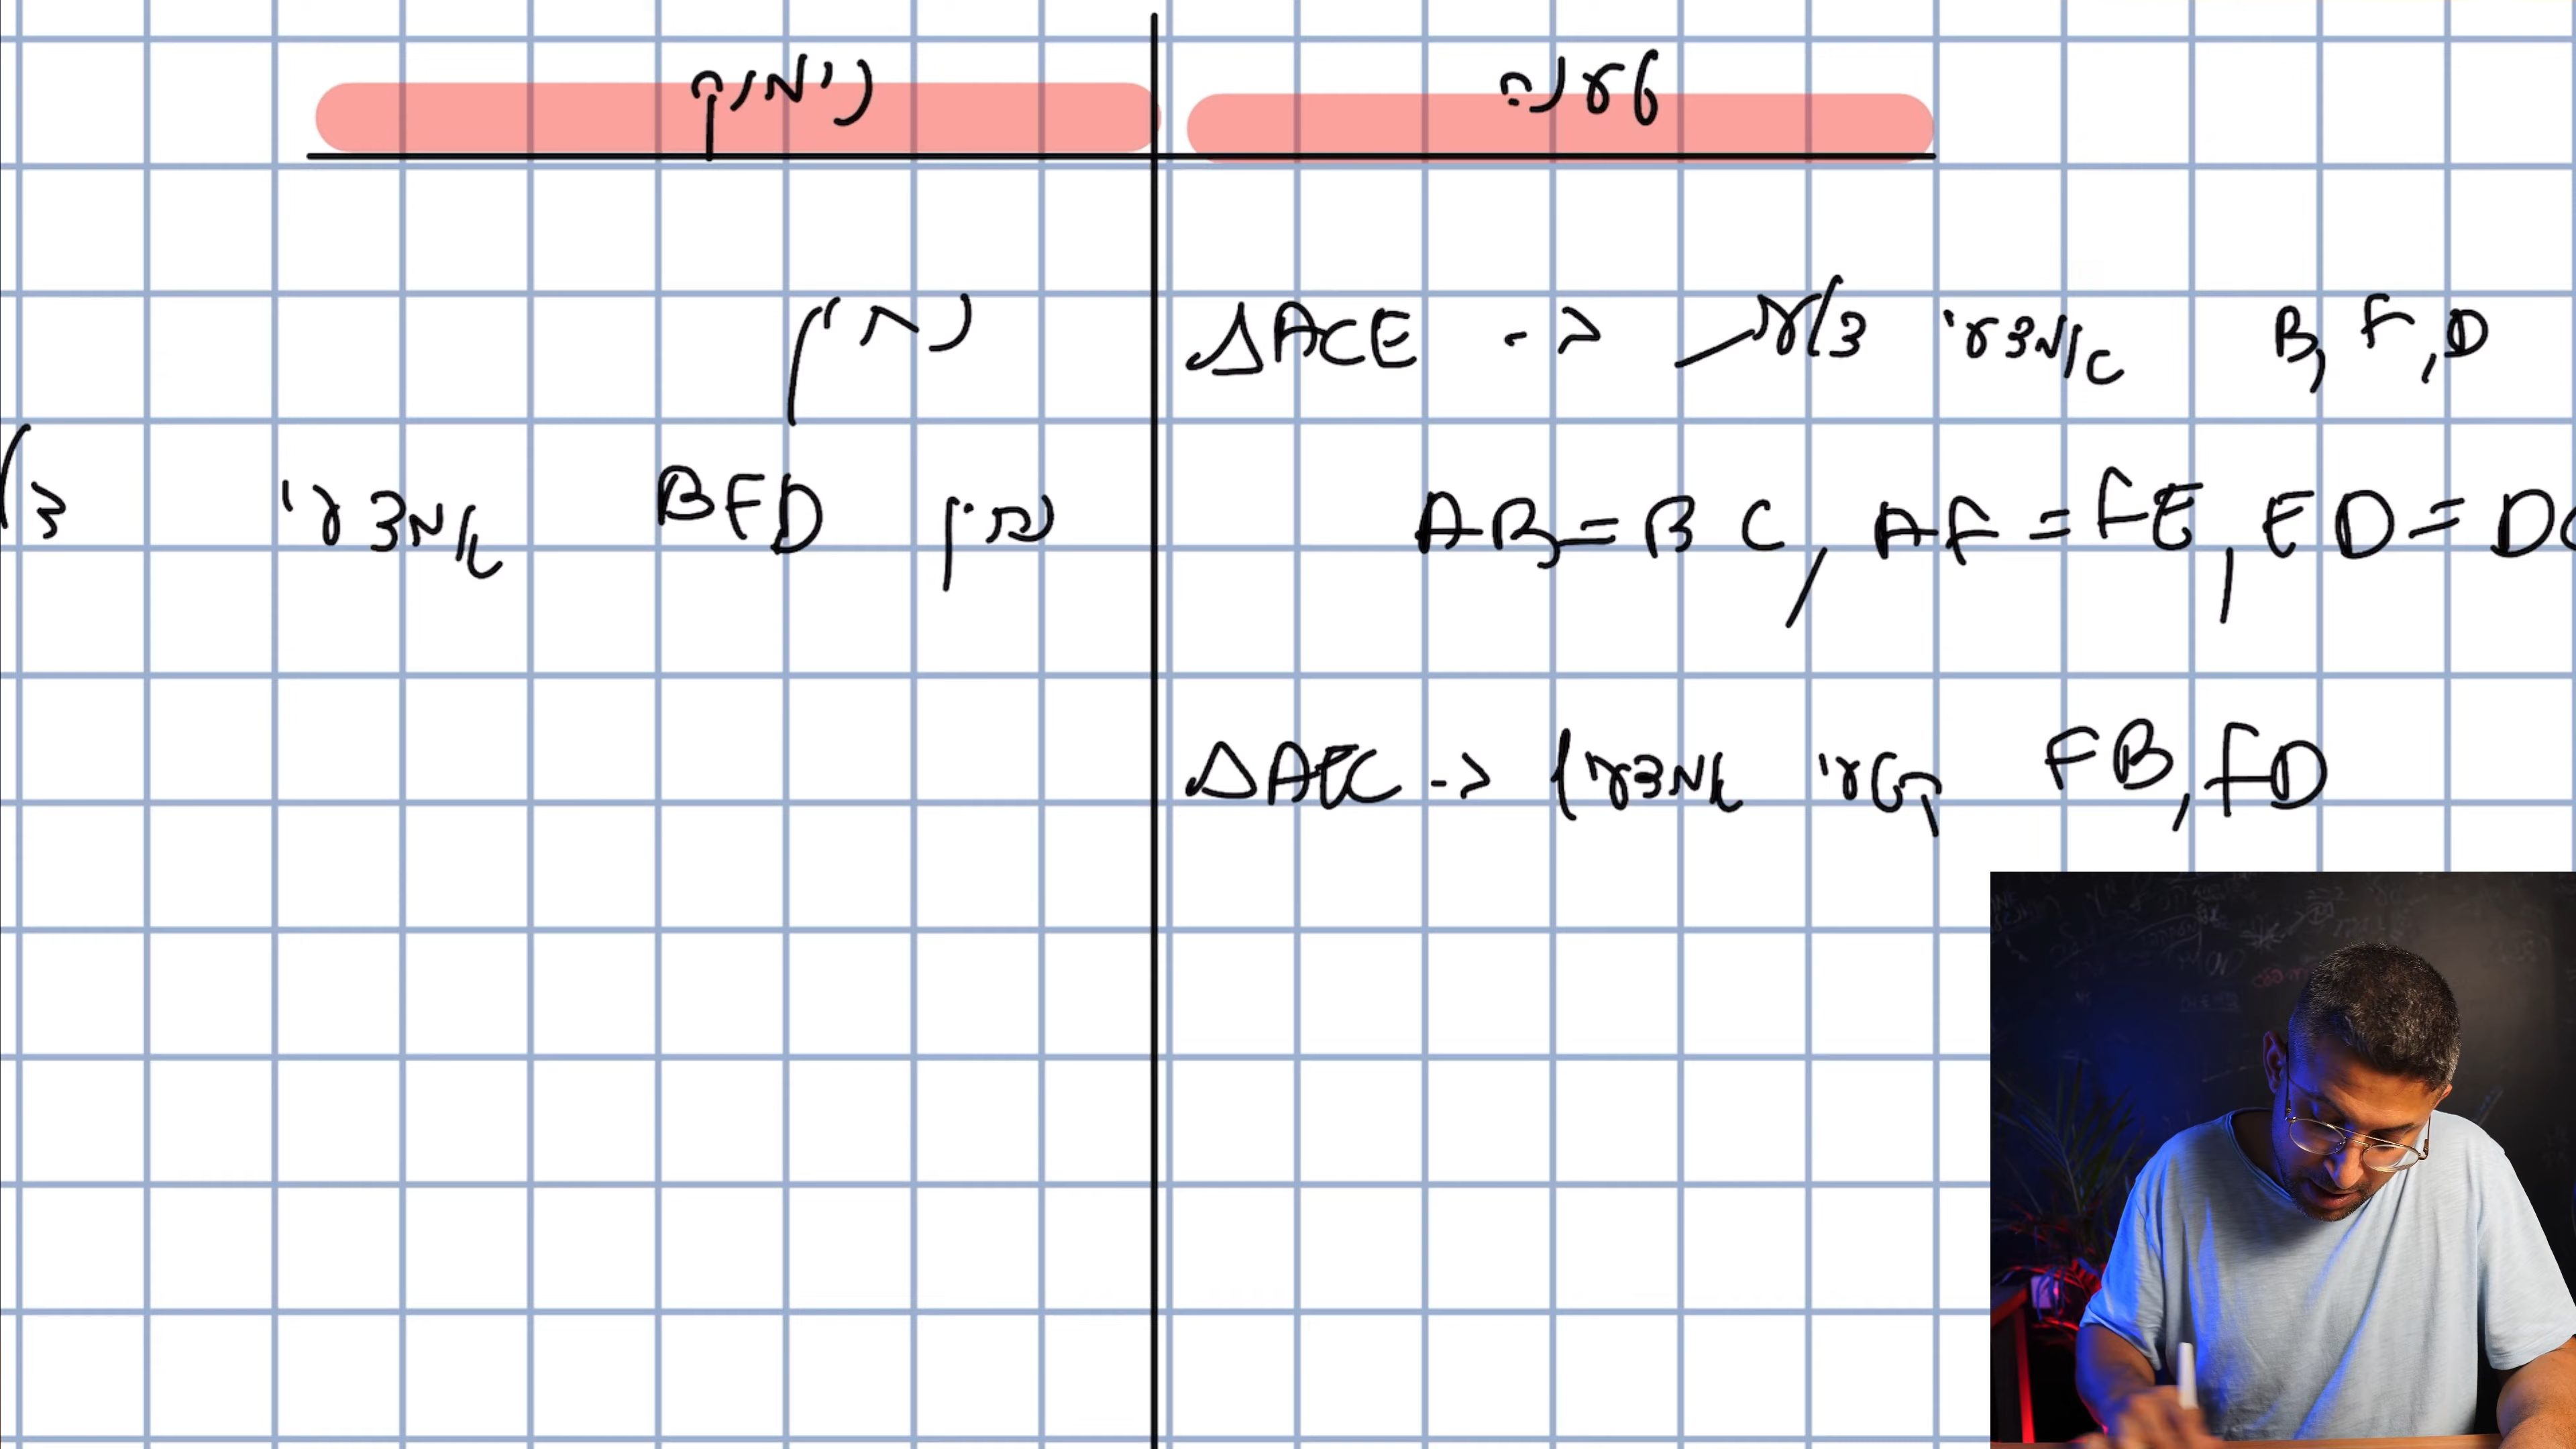 טענה נימוק
B, F, D אמצעי צלע ב- ΔACE נתון
AB = BC, AF = FE, ED = DC נתון BFD אמצעי
FB, FD קטעי אמצעים ב- ΔAEC